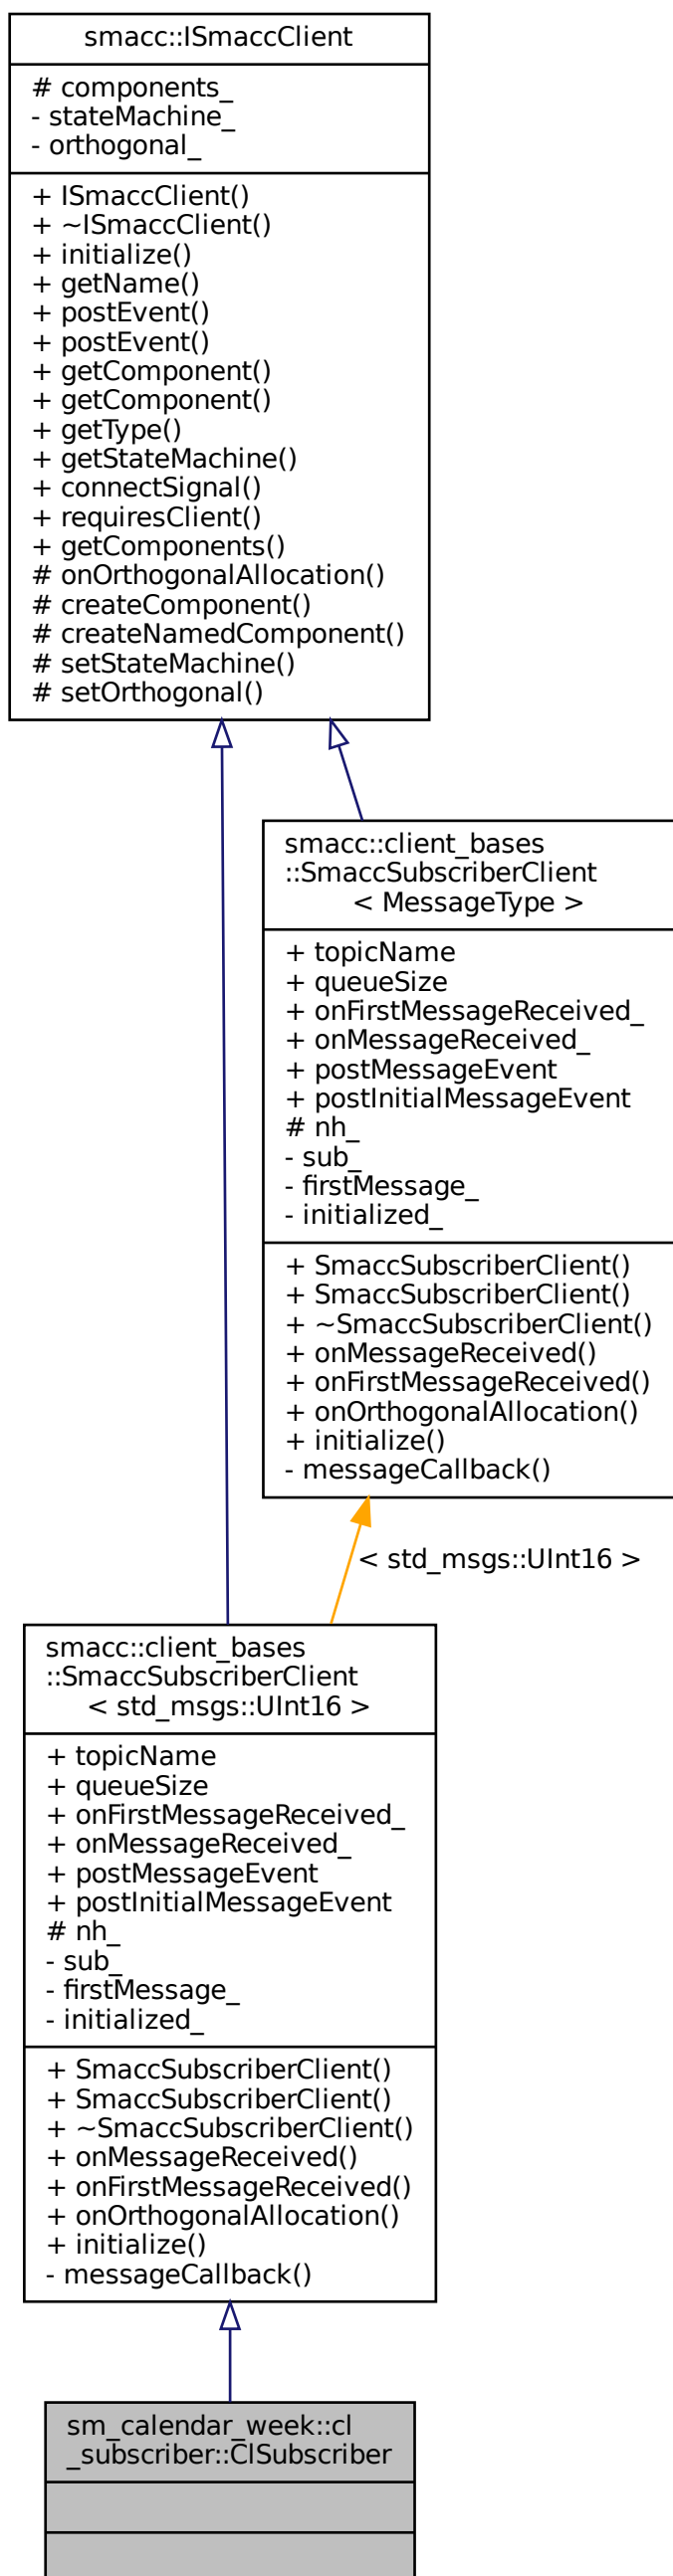 smacc::ISmaccClient
# components_
- stateMachine_
- orthogonal_
+ ISmaccClient()
+ ~ISmaccClient()
+ initialize()
+ getName()
+ postEvent()
+ postEvent()
+ getComponent()
+ getComponent()
+ getType()
+ getStateMachine()
+ connectSignal()
+ requiresClient()
+ getComponents()
# onOrthogonalAllocation()
# createComponent()
# createNamedComponent()
# setStateMachine()
# setOrthogonal()
smacc::client_bases
::SmaccSubscriberClient
< MessageType >
+ topicName
+ queueSize
+ onFirstMessageReceived_
+ onMessageReceived_
+ postMessageEvent
+ postInitialMessageEvent
# nh_
- sub_
- firstMessage_
- initialized_
+ SmaccSubscriberClient()
+ SmaccSubscriberClient()
+ ~SmaccSubscriberClient()
+ onMessageReceived()
+ onFirstMessageReceived()
+ onOrthogonalAllocation()
+ initialize()
- messageCallback()
< std_msgs::UInt16 >
smacc::client_bases
::SmaccSubscriberClient
< std_msgs::UInt16 >
+ topicName
+ queueSize
+ onFirstMessageReceived_
+ onMessageReceived_
+ postMessageEvent
+ postInitialMessageEvent
# nh_
- sub_
- firstMessage_
- initialized_
+ SmaccSubscriberClient()
+ SmaccSubscriberClient()
+ ~SmaccSubscriberClient()
+ onMessageReceived()
+ onFirstMessageReceived()
+ onOrthogonalAllocation()
+ initialize()
- messageCallback()
sm_calendar_week::cl
_subscriber::ClSubscriber